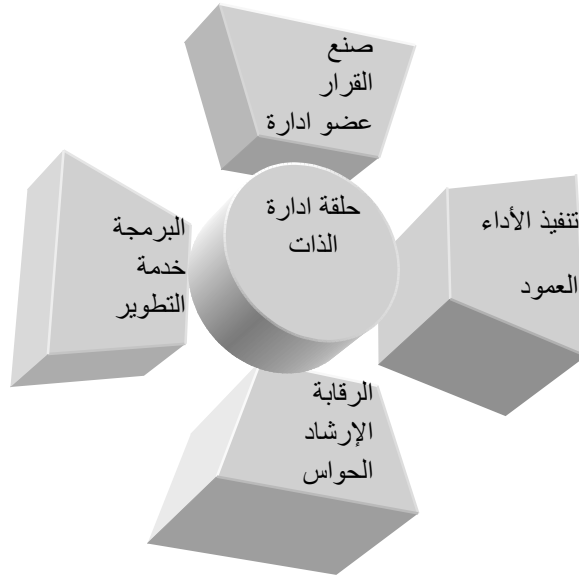 صنع
القرار
عضو ادارة
حلقة ادارة
الذات
تنفيذ الأداء
العمود
البرمجة
خدمة
التطوير
الرقابة
الإرشاد
الحواس